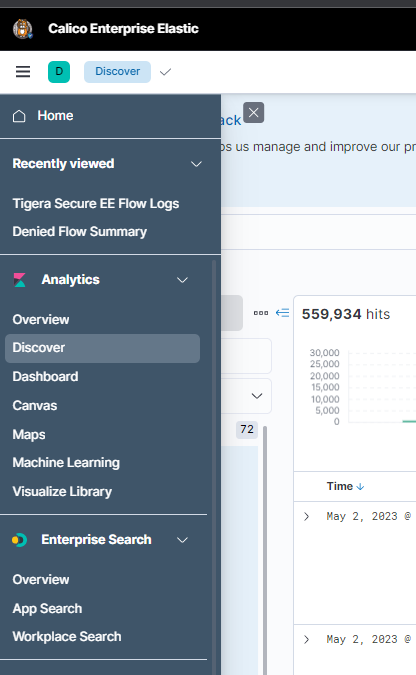 Calico Enterprise Elastic
D
Discover
Home
Recently viewed
Tigera Secure EE Flow Logs
Denied Flow Summary
Analytics
Overview
Discover
Dashboard
Canvas
Maps
Machine Learning
Visualize Library
Enterprise Search
Overview
App Search
Workplace Search
us manage and improve our
559,934 hits
30,000
25,000
20,000
15,000
10,000
5,000
0
72
Time
May 2, 2023 @
May 2, 2023 @